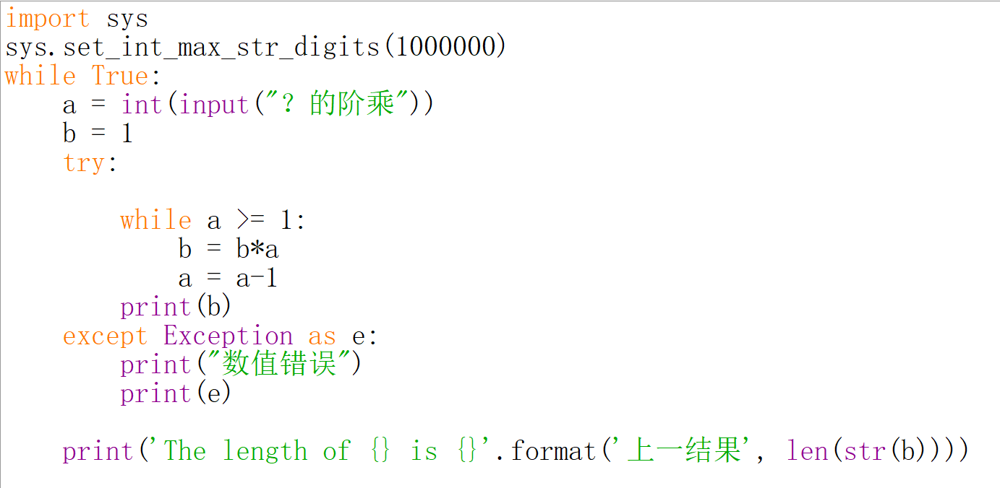 import sys
sys.set_int_max_str_digits(1000000)
while True:
    a = int(input("？的阶乘"))
    b = 1
    try:

        while a >= 1:
            b = b*a
            a = a-1
        print(b)
    except Exception as e:
        print("数值错误")
        print(e)

    print('The length of {} is {}'.format('上一结果', len(str(b))))